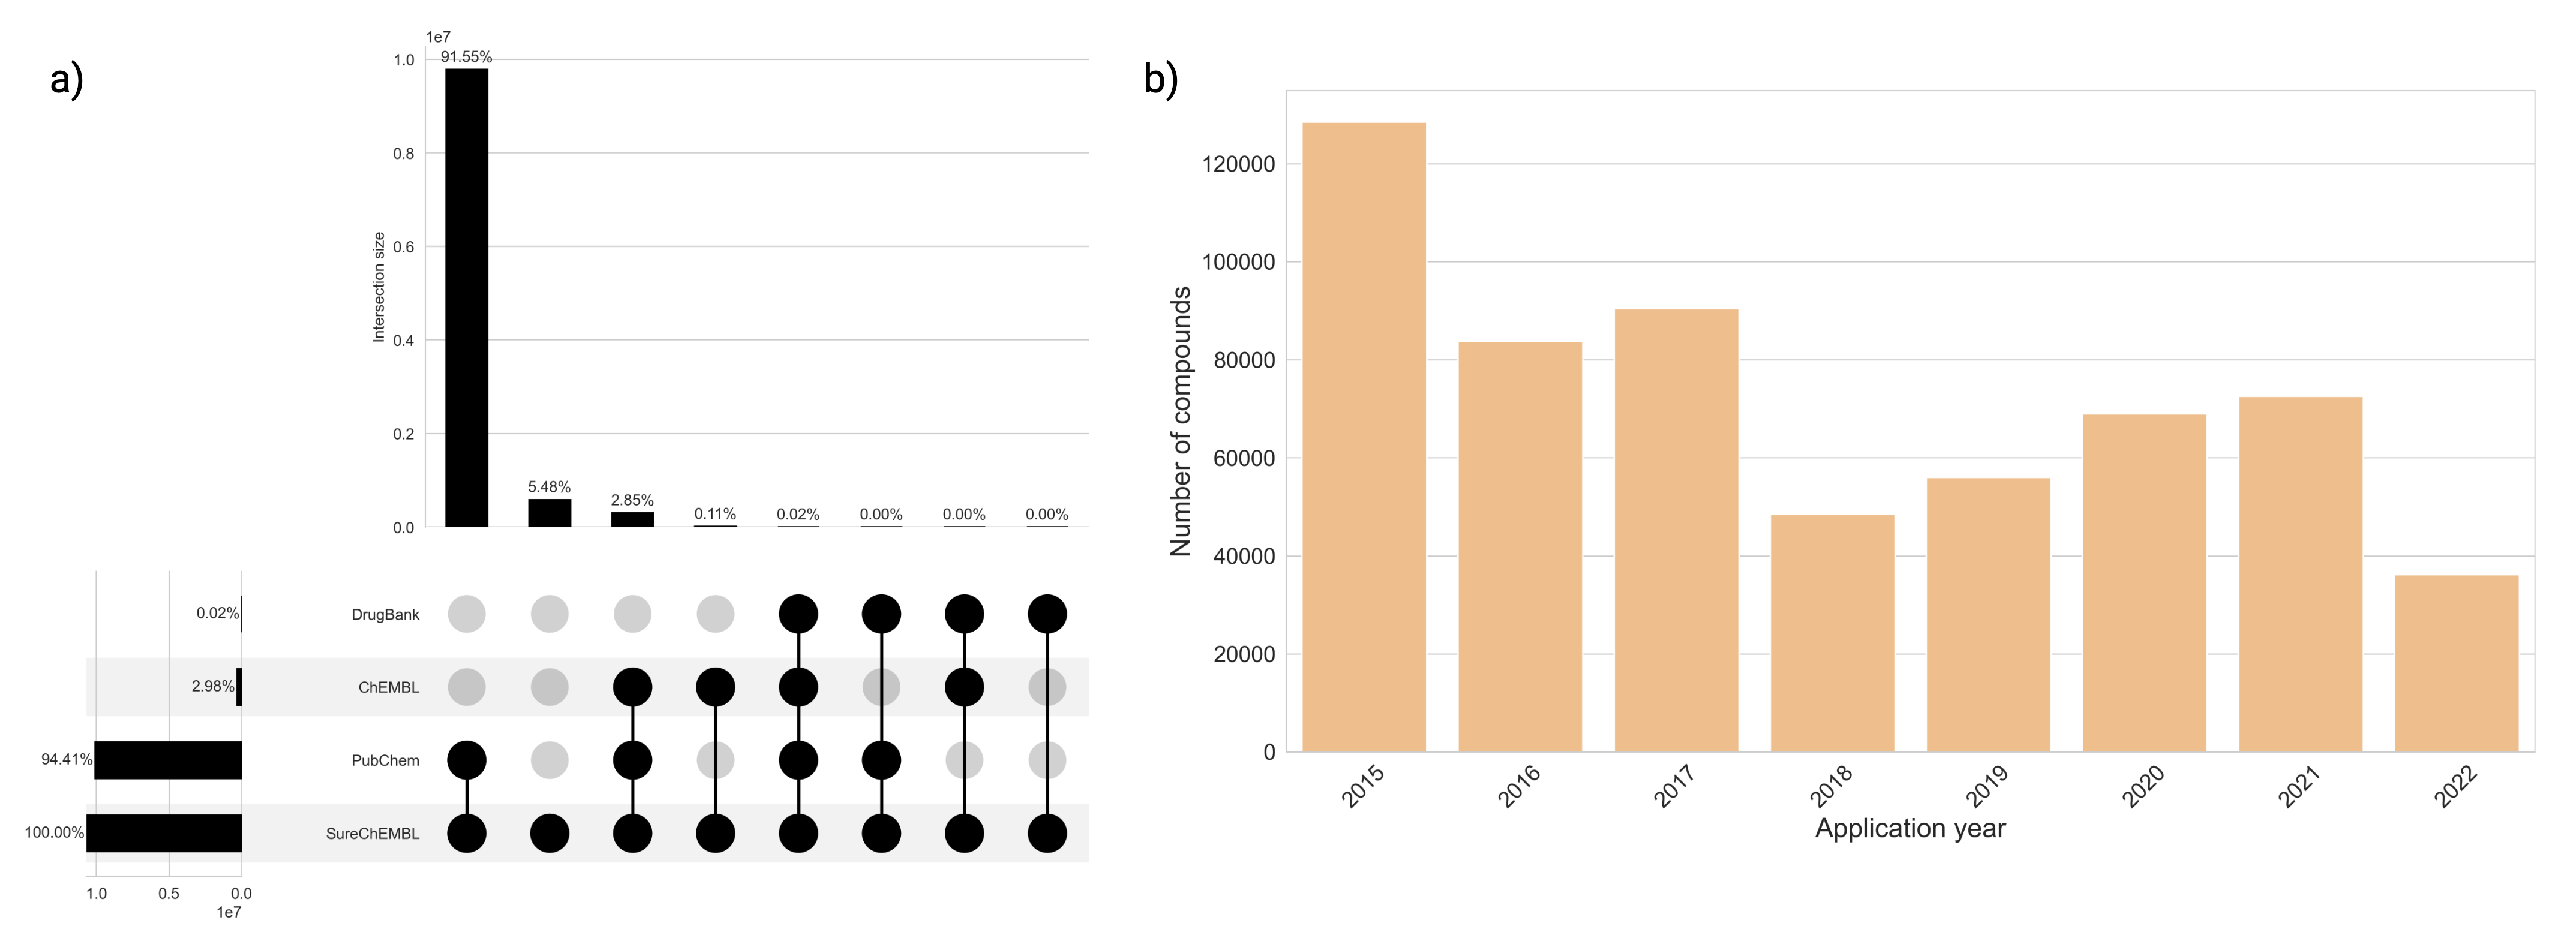 a)
1e7
91.55%
1.0
0.8
0.6
0.4
0.2
0.0
Intersection size
5.48%
2.85%
0.11%
0.02%
0.00%
0.00%
0.00%
0.02%
DrugBank
2.98%
ChEMBL
94.41%
PubChem
100.00%
SureChEMBL
1.0 0.5 0.0
1e7
b)
120000
100000
80000
60000
40000
20000
0
Number of compounds
2015 2016 2017 2018 2019 2020 2021 2022
Application year